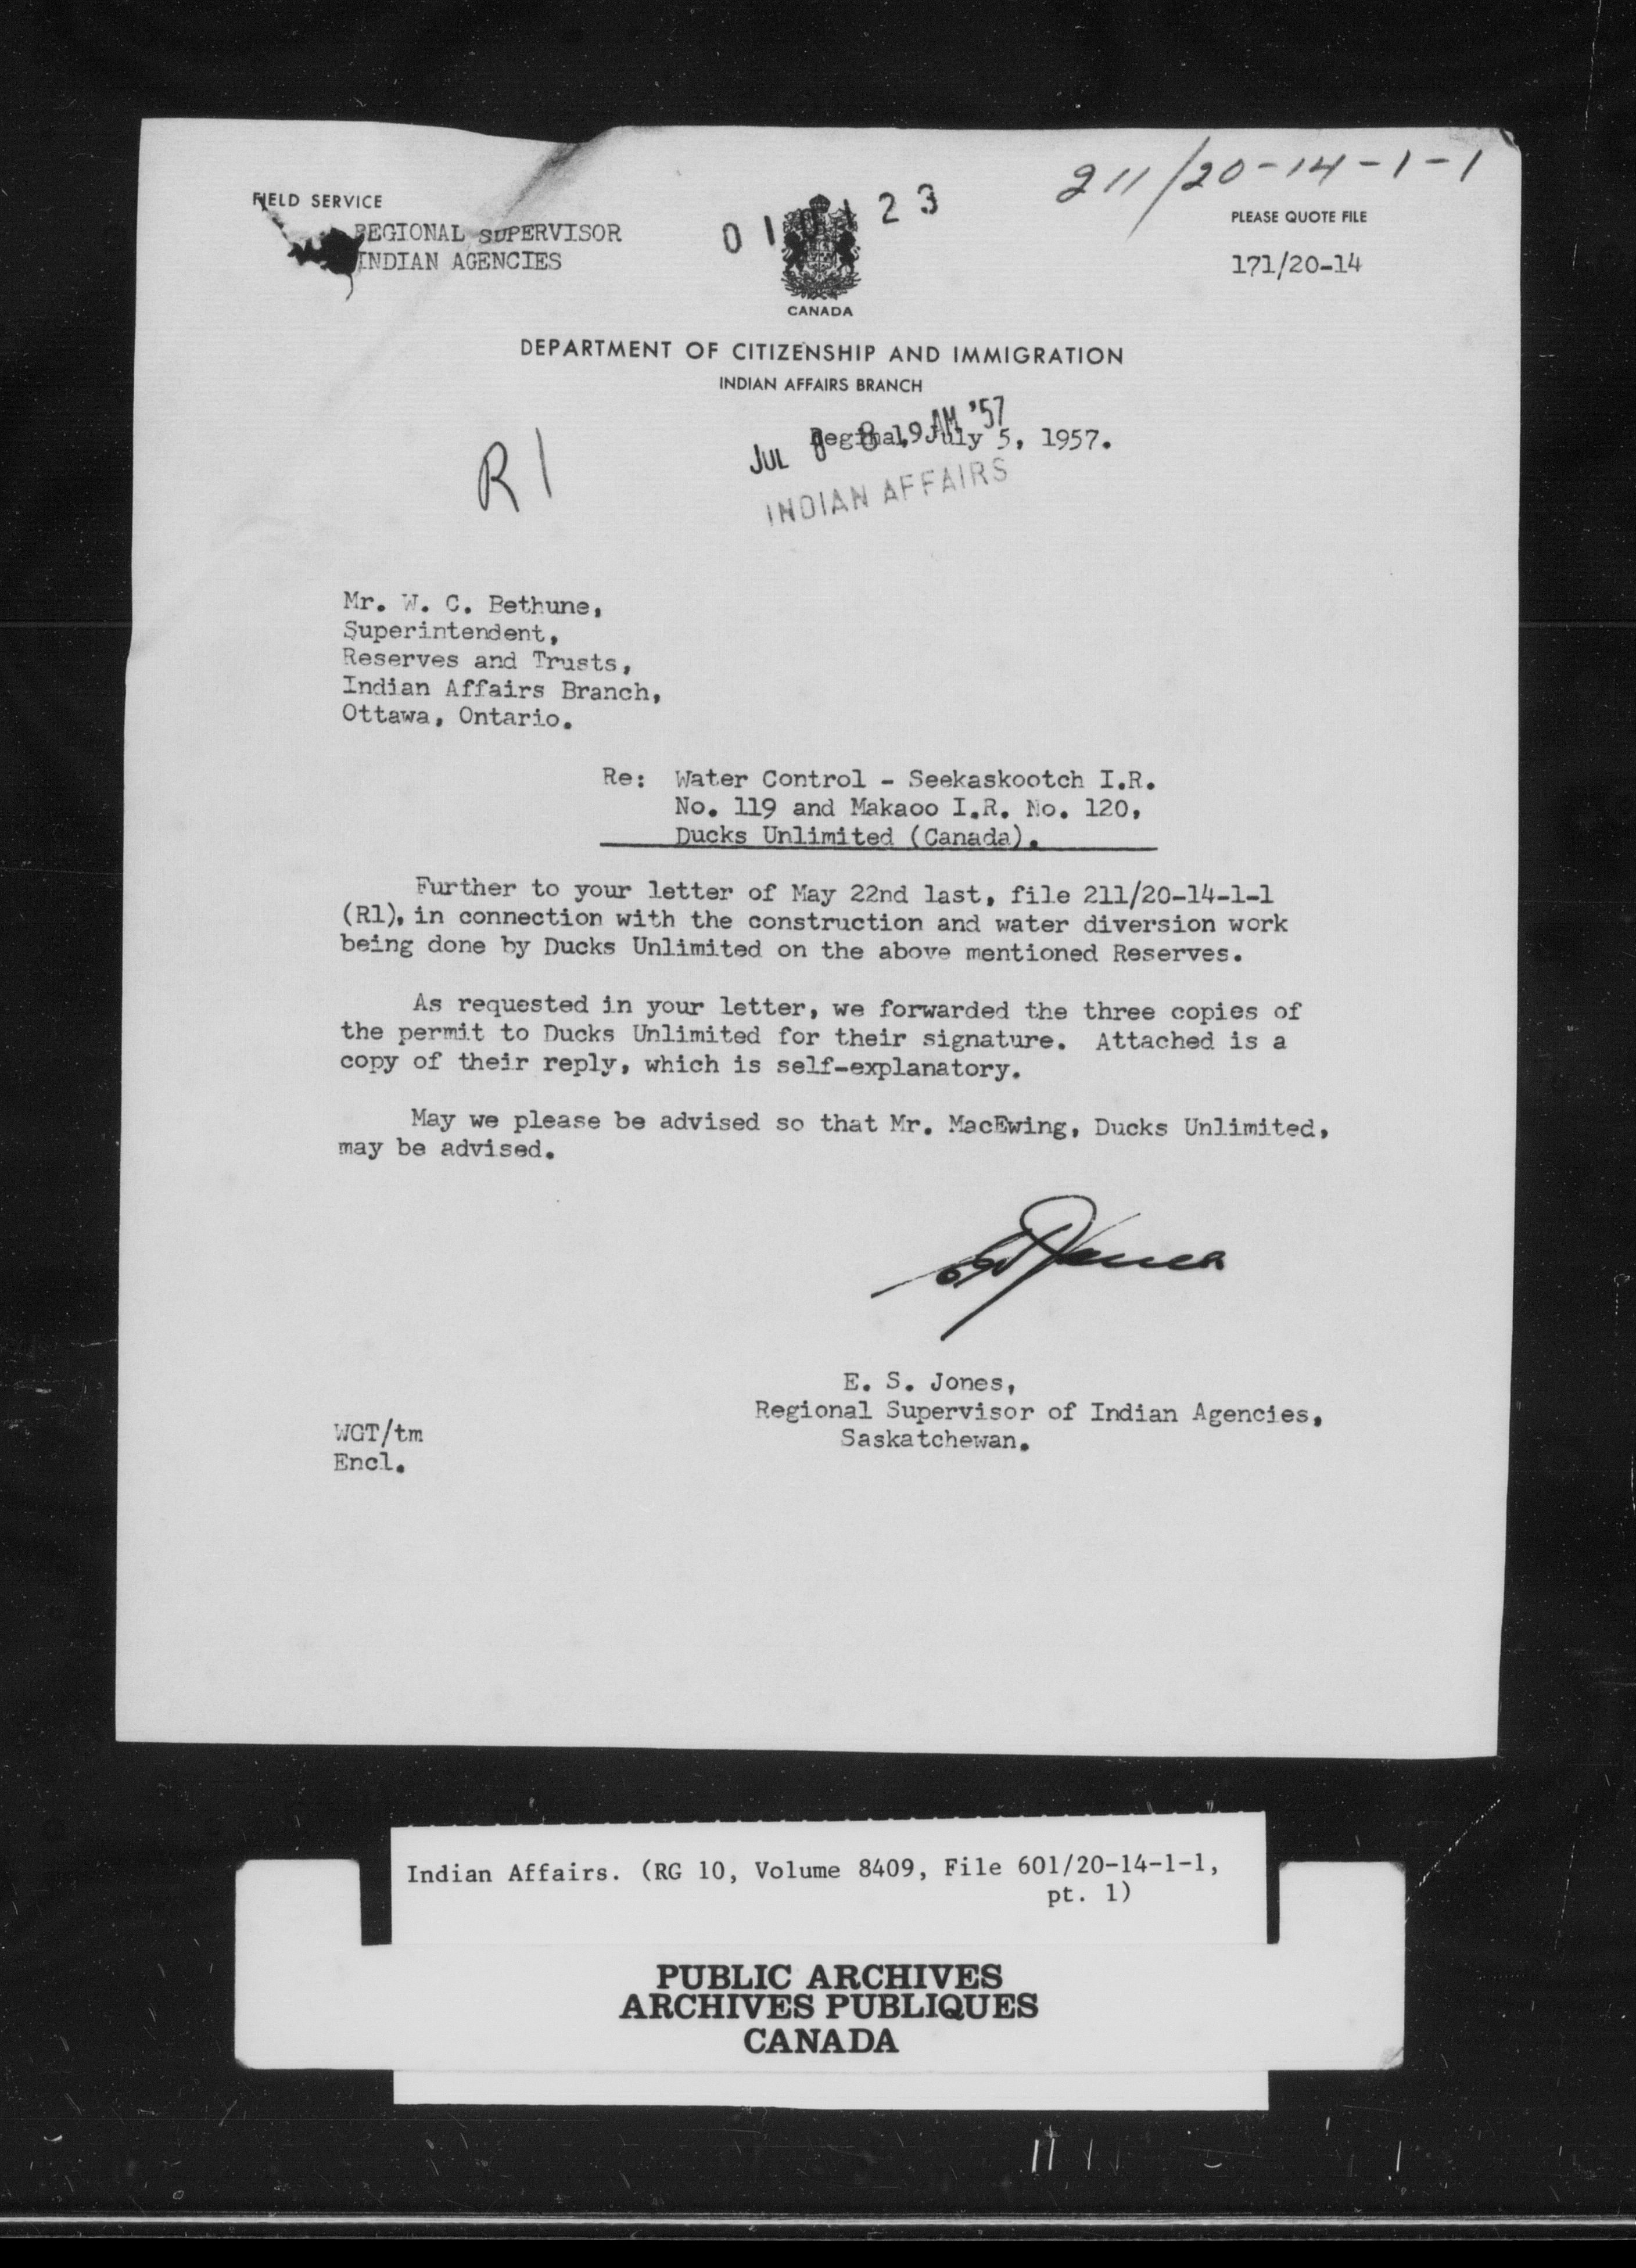 211/20-14-1-1
FIELD SERVICE
REGIONAL SUPERVISOR
INDIAN AGENCIES
010123
PLEASE QUOTE FILE
171/20-14
CANADA
DEPARTMENT OF CITIZENSHIP AND IMMIGRATION
INDIAN AFFAIRS BRANCH
Regina, July 5, 1957.
JUL 8 8 19 AM '57
INDIAN AFFAIRS
R1
Mr. W. C. Bethune,
Superintendent,
Reserves and Trusts,
Indian Affairs Branch,
Ottawa, Ontario.
Re: Water Control - Seekaskootch I.R.
No. 119 and Makaoo I.R. No. 120,
Ducks Unlimited (Canada).
Further to your letter of May 22nd last, file 211/20-14-1-1
(R1), in connection with the construction and water diversion work
being done by Ducks Unlimited on the above mentioned Reserves.
As requested in your letter, we forwarded the three copies of
the permit to Ducks Unlimited for their signature. Attached is a
copy of their reply, which is self-explanatory.
May we please be advised so that Mr. MacEwing, Ducks Unlimited,
may be advised.
ES Jones
E. S. Jones,
Regional Supervisor of Indian Agencies,
Saskatchewan.
WGT/tm
Encl.
Indian Affairs. (RG 10, Volume 8409, File 601/20-14-1-1,
pt. 1)
PUBLIC ARCHIVES
ARCHIVES PUBLIQUES
CANADA